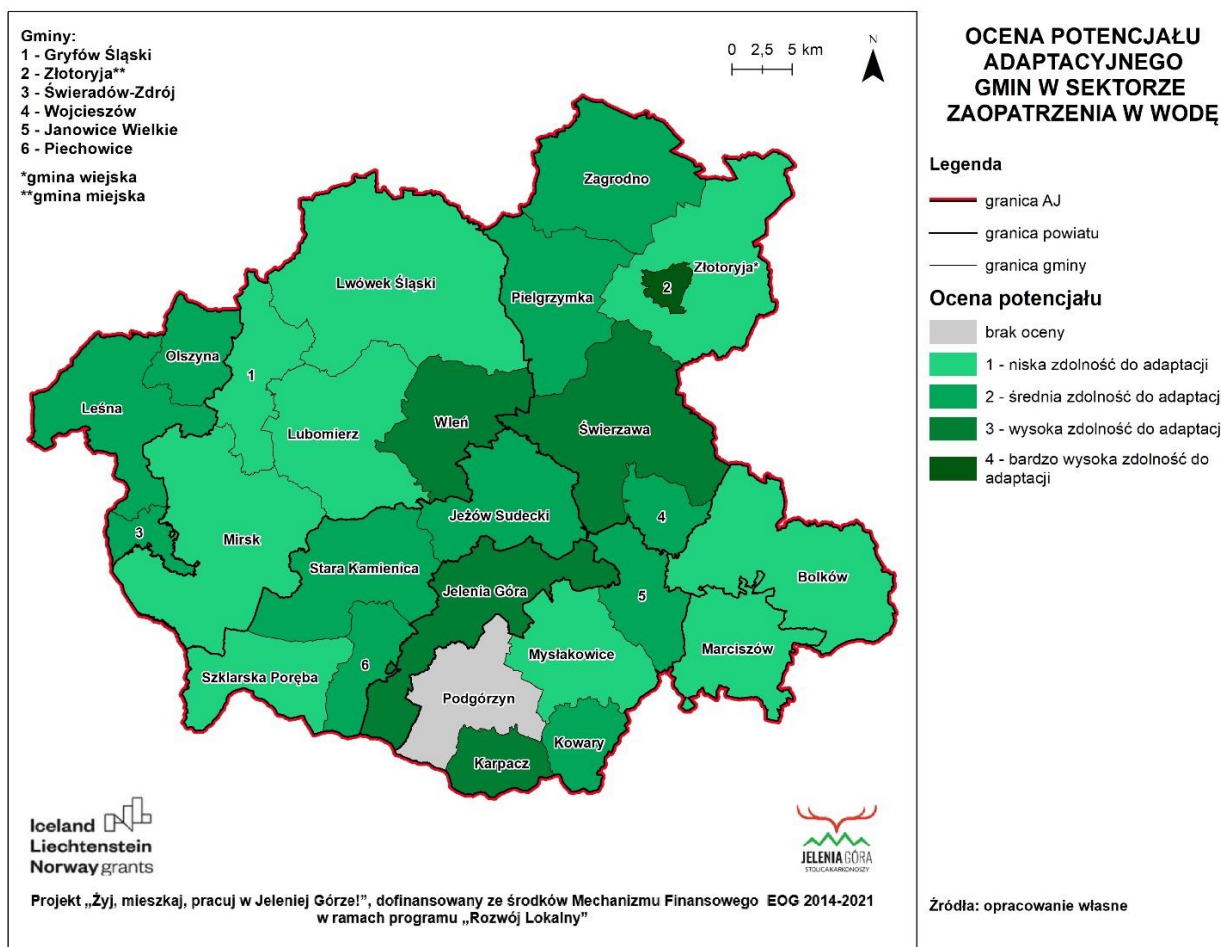 Gminy:
1 - Gryfów Śląski
2 - Złotoryja**
3 - Świeradów-Zdrój
4 - Wojcieszów
5 - Janowice Wielkie
6 - Piechowice
*gmina wiejska
**gmina miejska
0 2,5 5 km
N
Zagrodno
Złotoryja*
2
Lwówek Śląski
Pielgrzymka
Olszyna
1
Leśna
Wleń
Świerzawa
Lubomierz
3
4
Jeżów Sudecki
Mirsk
Stara Kamienica
Bolków
Jelenia Góra
5
Marciszów
Mysłakowice
6
Szklarska Poręba
Podgórzyn
Kowary
Karpacz
Iceland
Liechtenstein
Norway grants
JELENIA GÓRA
STOLICA KARKONOSZY
Projekt „Żyj, mieszkaj, pracuj w Jeleniej Górze!”, dofinansowany ze środków Mechanizmu Finansowego EOG 2014-2021
w ramach programu „Rozwój Lokalny”
OCENA POTENCJAŁU
ADAPTACYJNEGO
GMIN W SEKTORZE
ZAOPATRZENIA W WODĘ
Legenda
granica AJ
granica powiatu
granica gminy
Ocena potencjału
brak oceny
1 - niska zdolność do adaptacji
2 - średnia zdolność do adaptacj
3 - wysoka zdolność do adaptacj
4 - bardzo wysoka zdolność do
adaptacji
Źródła: opracowanie własne